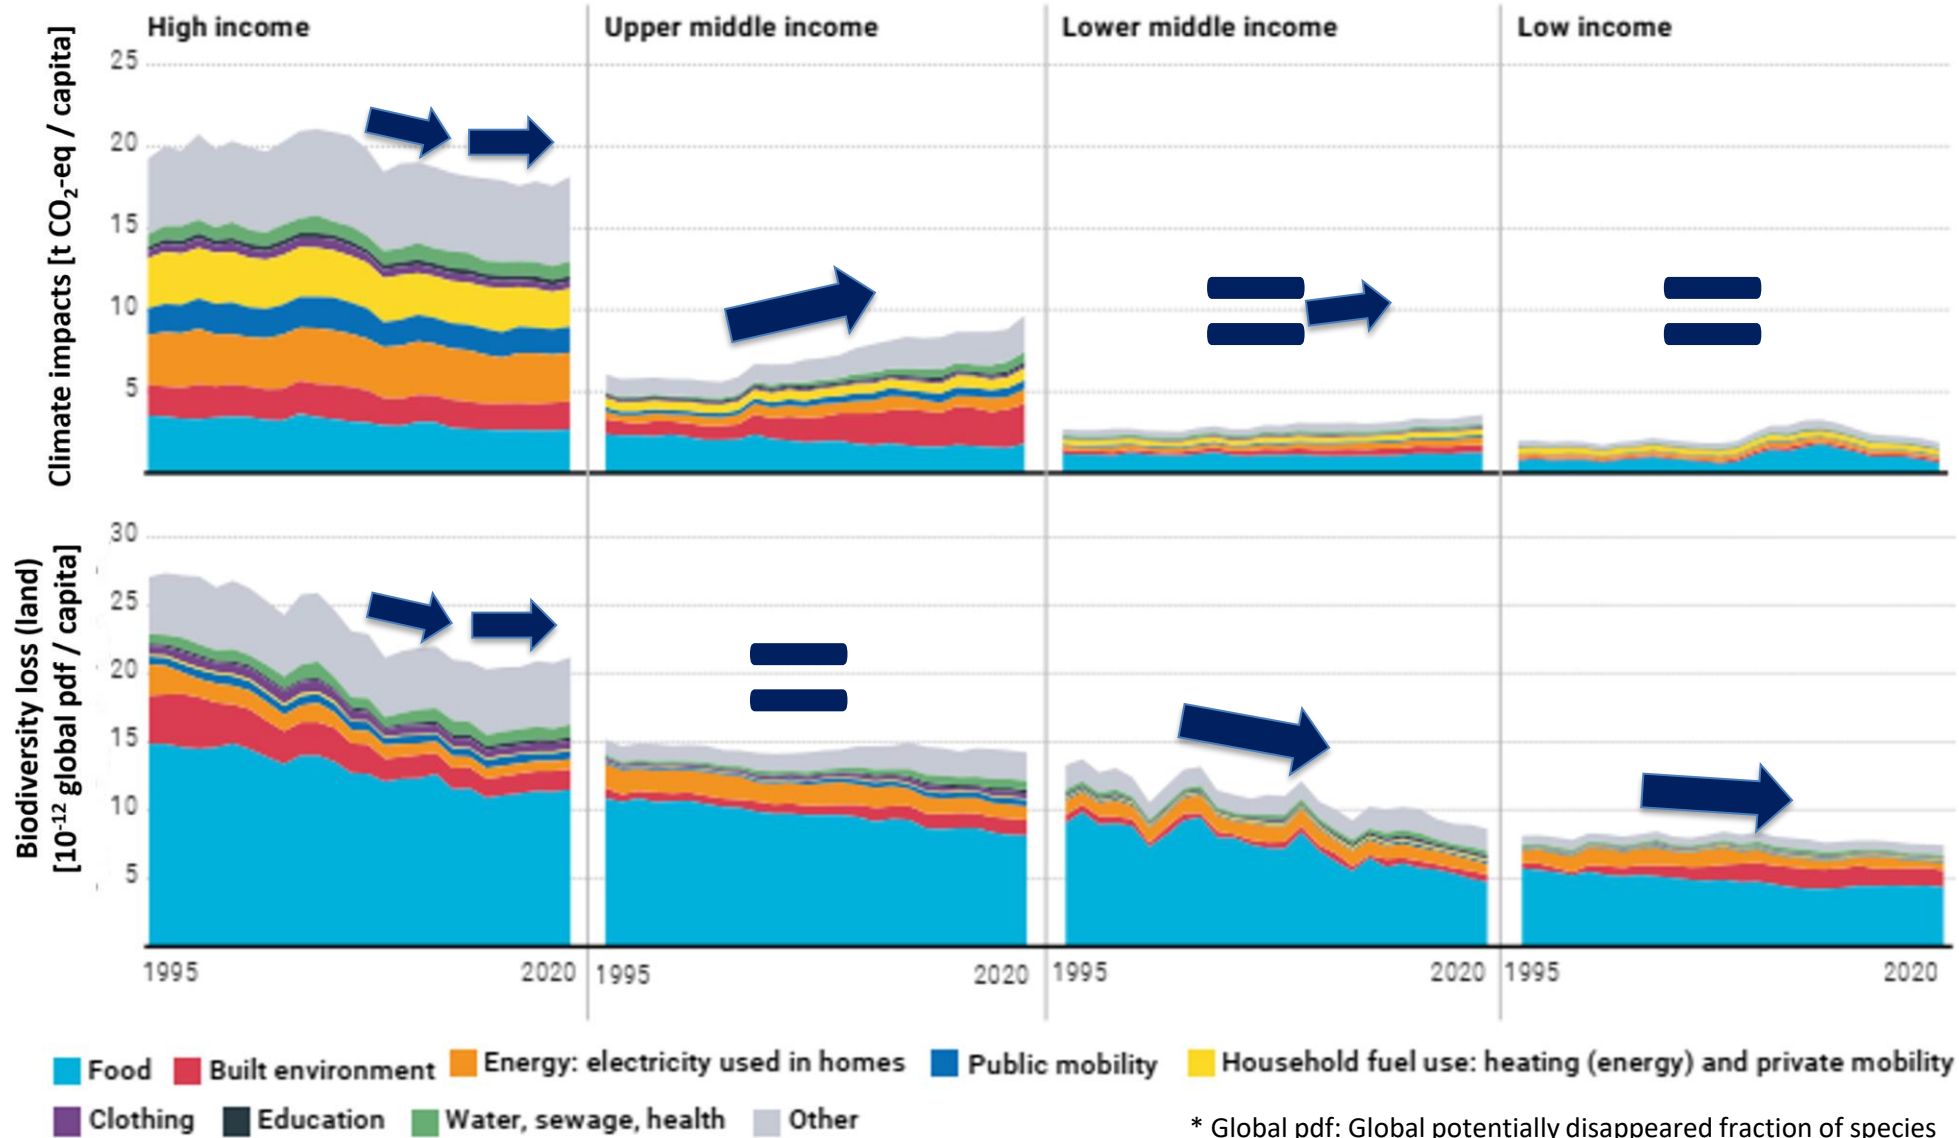 High income
Upper middle income
Lower middle income
Low income
Climate impacts [t CO₂-eq / capita]
25
20
15
10
5
Biodiversity loss (land)
[10⁻¹² global pdf / capita]
30
25
20
15
10
5
1995 2020
1995 2020
1995 2020
1995 2020
Food
Built environment
Energy: electricity used in homes
Public mobility
Household fuel use: heating (energy) and private mobility
Clothing
Education
Water, sewage, health
Other
* Global pdf: Global potentially disappeared fraction of species